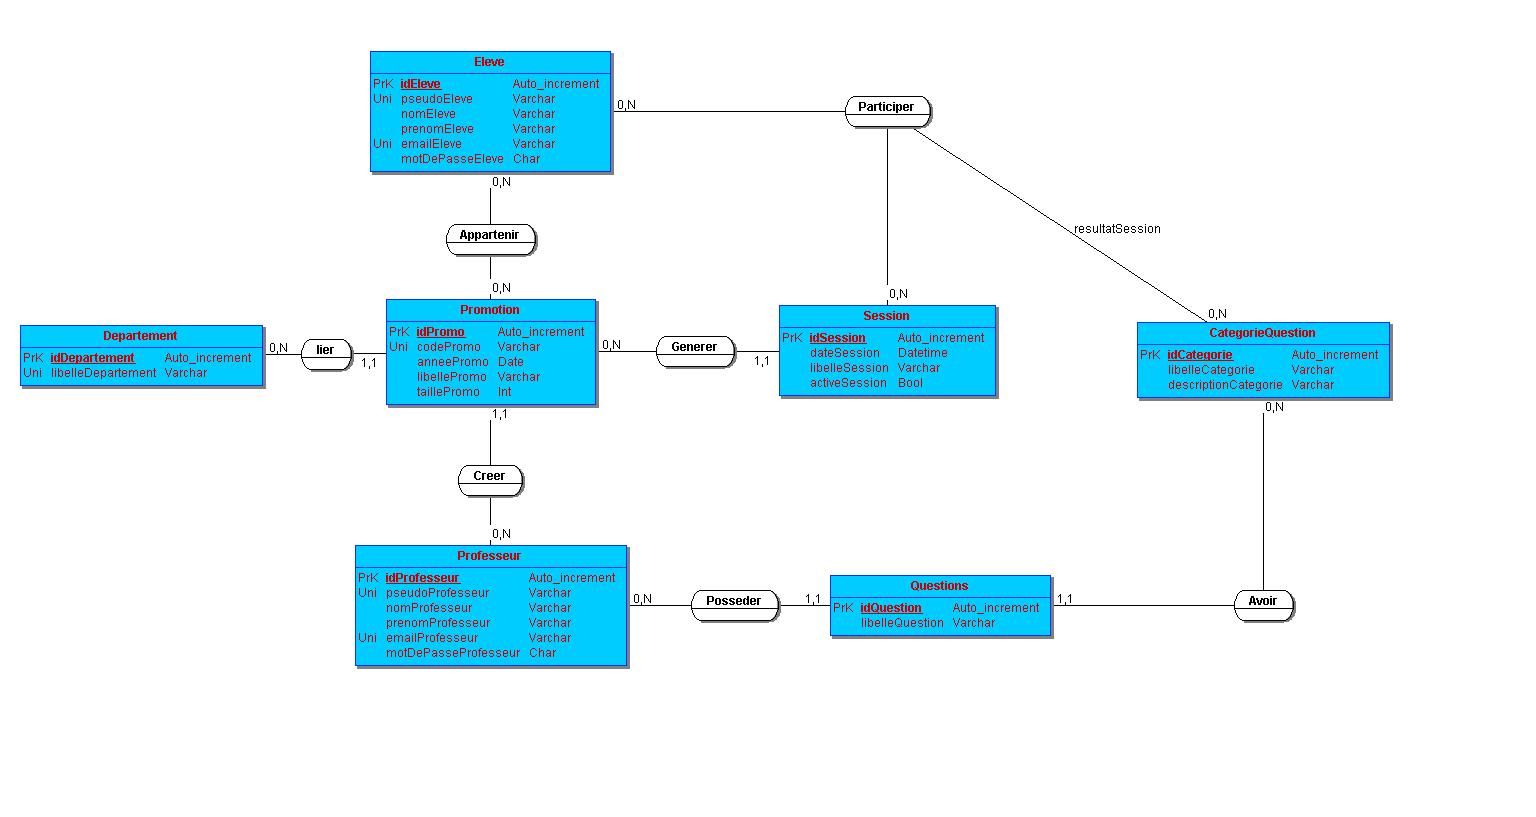 Eleve
PrK idEleve Auto_increment
Uni pseudoEleve Varchar
nomEleve Varchar
prenomEleve Varchar
Uni emailEleve Varchar
motDePasseEleve Char
0,N
Participer
0,N
Appartenir
resultatSession
0,N
0,N
0,N
Promotion
PrK idPromo Auto_increment
Uni codePromo Varchar
anneePromo Date
libellePromo Varchar
taillePromo Int
Session
PrK idSession Auto_increment
dateSession Datetime
libelleSession Varchar
activeSession Bool
CategorieQuestion
PrK idCategorie Auto_increment
libelleCategorie Varchar
descriptionCategorie Varchar
Departement
PrK idDepartement Auto_increment
Uni libelleDepartement Varchar
0,N
lier
1,1
0,N
Generer
1,1
1,1
0,N
Creer
0,N
Professeur
PrK idProfesseur Auto_increment
Uni pseudoProfesseur Varchar
nomProfesseur Varchar
prenomProfesseur Varchar
Uni emailProfesseur Varchar
motDePasseProfesseur Char
0,N
Posseder
1,1
Questions
PrK idQuestion Auto_increment
libelleQuestion Varchar
1,1
Avoir